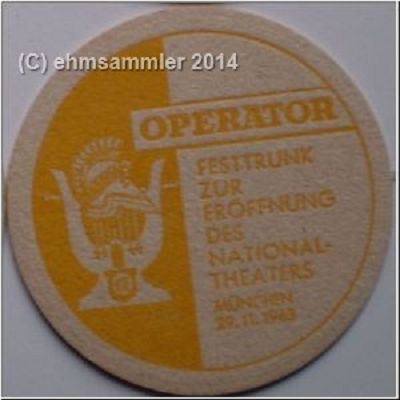 (C) ehmsammler 2014
OPERATOR
FESTTRUNK
ZUR
ERÖFFNUNG
DES
NATIONAL-
THEATERS
MÜNCHEN
29.11.1963